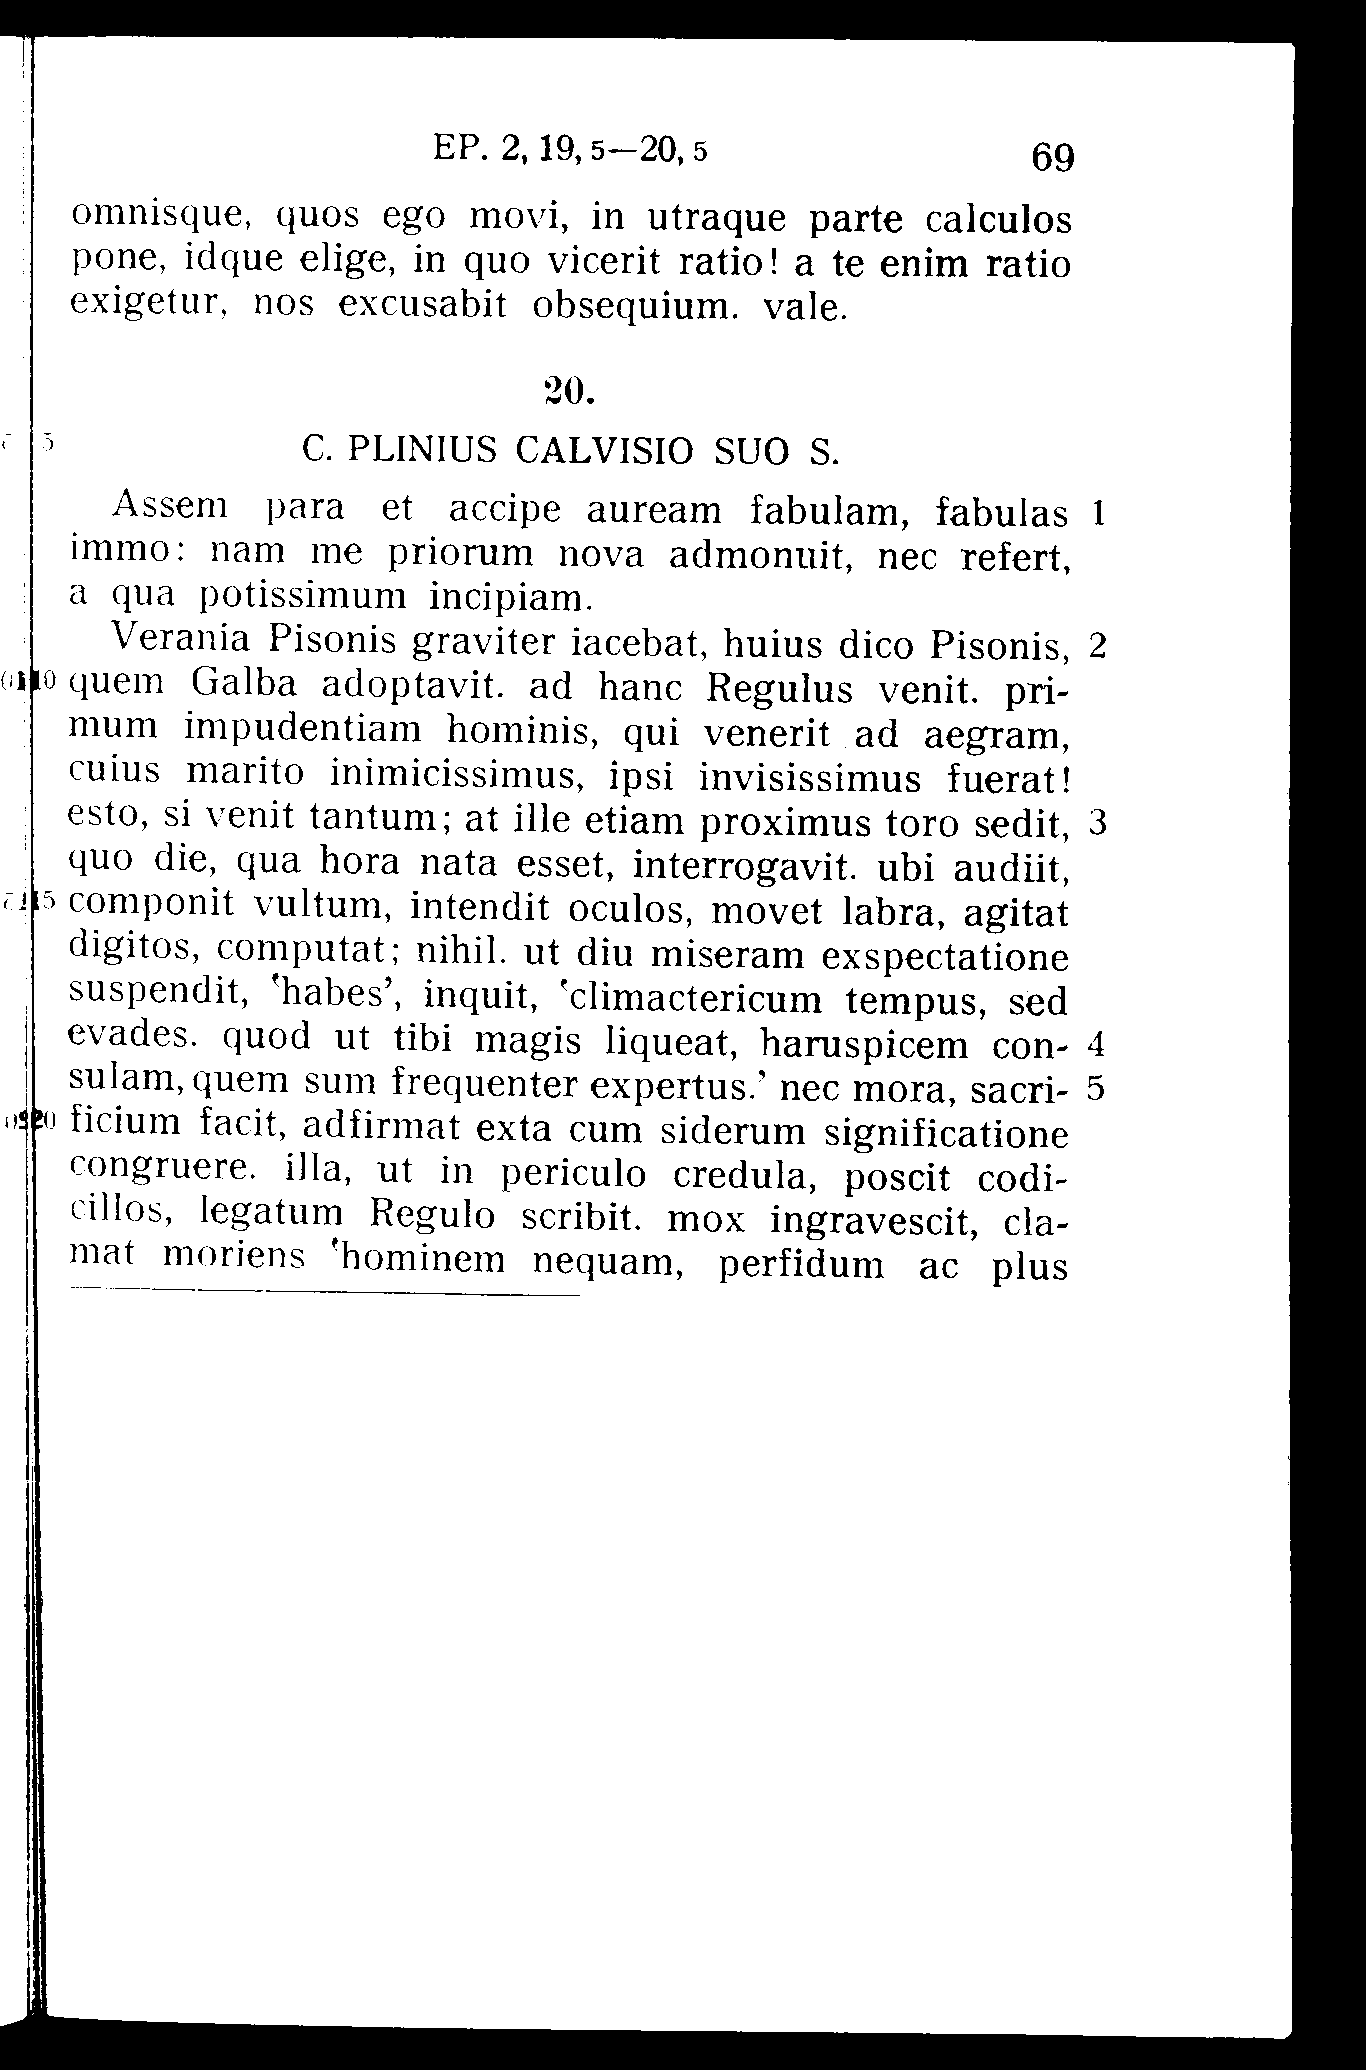 EP. 2, 19, 5—20, 5 69
omnisque, quos ego movi, in utraque parte calculos
pone, idque elige, in quo vicerit ratio! a te enim ratio
exigetur, nos excusabit obsequium. vale.
20.
5 C. PLINIUS CALVISIO SUO S.
Assem para et accipe auream fabulam, fabulas 1
immo: nam me priorum nova admonuit, nec refert,
a qua potissimum incipiam.
Verania Pisonis graviter iacebat, huius dico Pisonis, 2
10 quem Galba adoptavit. ad hanc Regulus venit. pri-
mum impudentiam hominis, qui venerit ad aegram,
cuius marito inimicissimus, ipsi invisissimus fuerat!
esto, si venit tantum; at ille etiam proximus toro sedit, 3
quo die, qua hora nata esset, interrogavit. ubi audiit,
15 componit vultum, intendit oculos, movet labra, agitat
digitos, computat; nihil. ut diu miseram exspectatione
suspendit, ‛habes’, inquit, ‛climactericum tempus, sed
evades. quod ut tibi magis liqueat, haruspicem con- 4
sulam, quem sum frequenter expertus.’ nec mora, sacri- 5
20 ficium facit, adfirmat exta cum siderum significatione
congruere. illa, ut in periculo credula, poscit codi-
cillos, legatum Regulo scribit. mox ingravescit, cla-
mat moriens ‛hominem nequam, perfidum ac plus